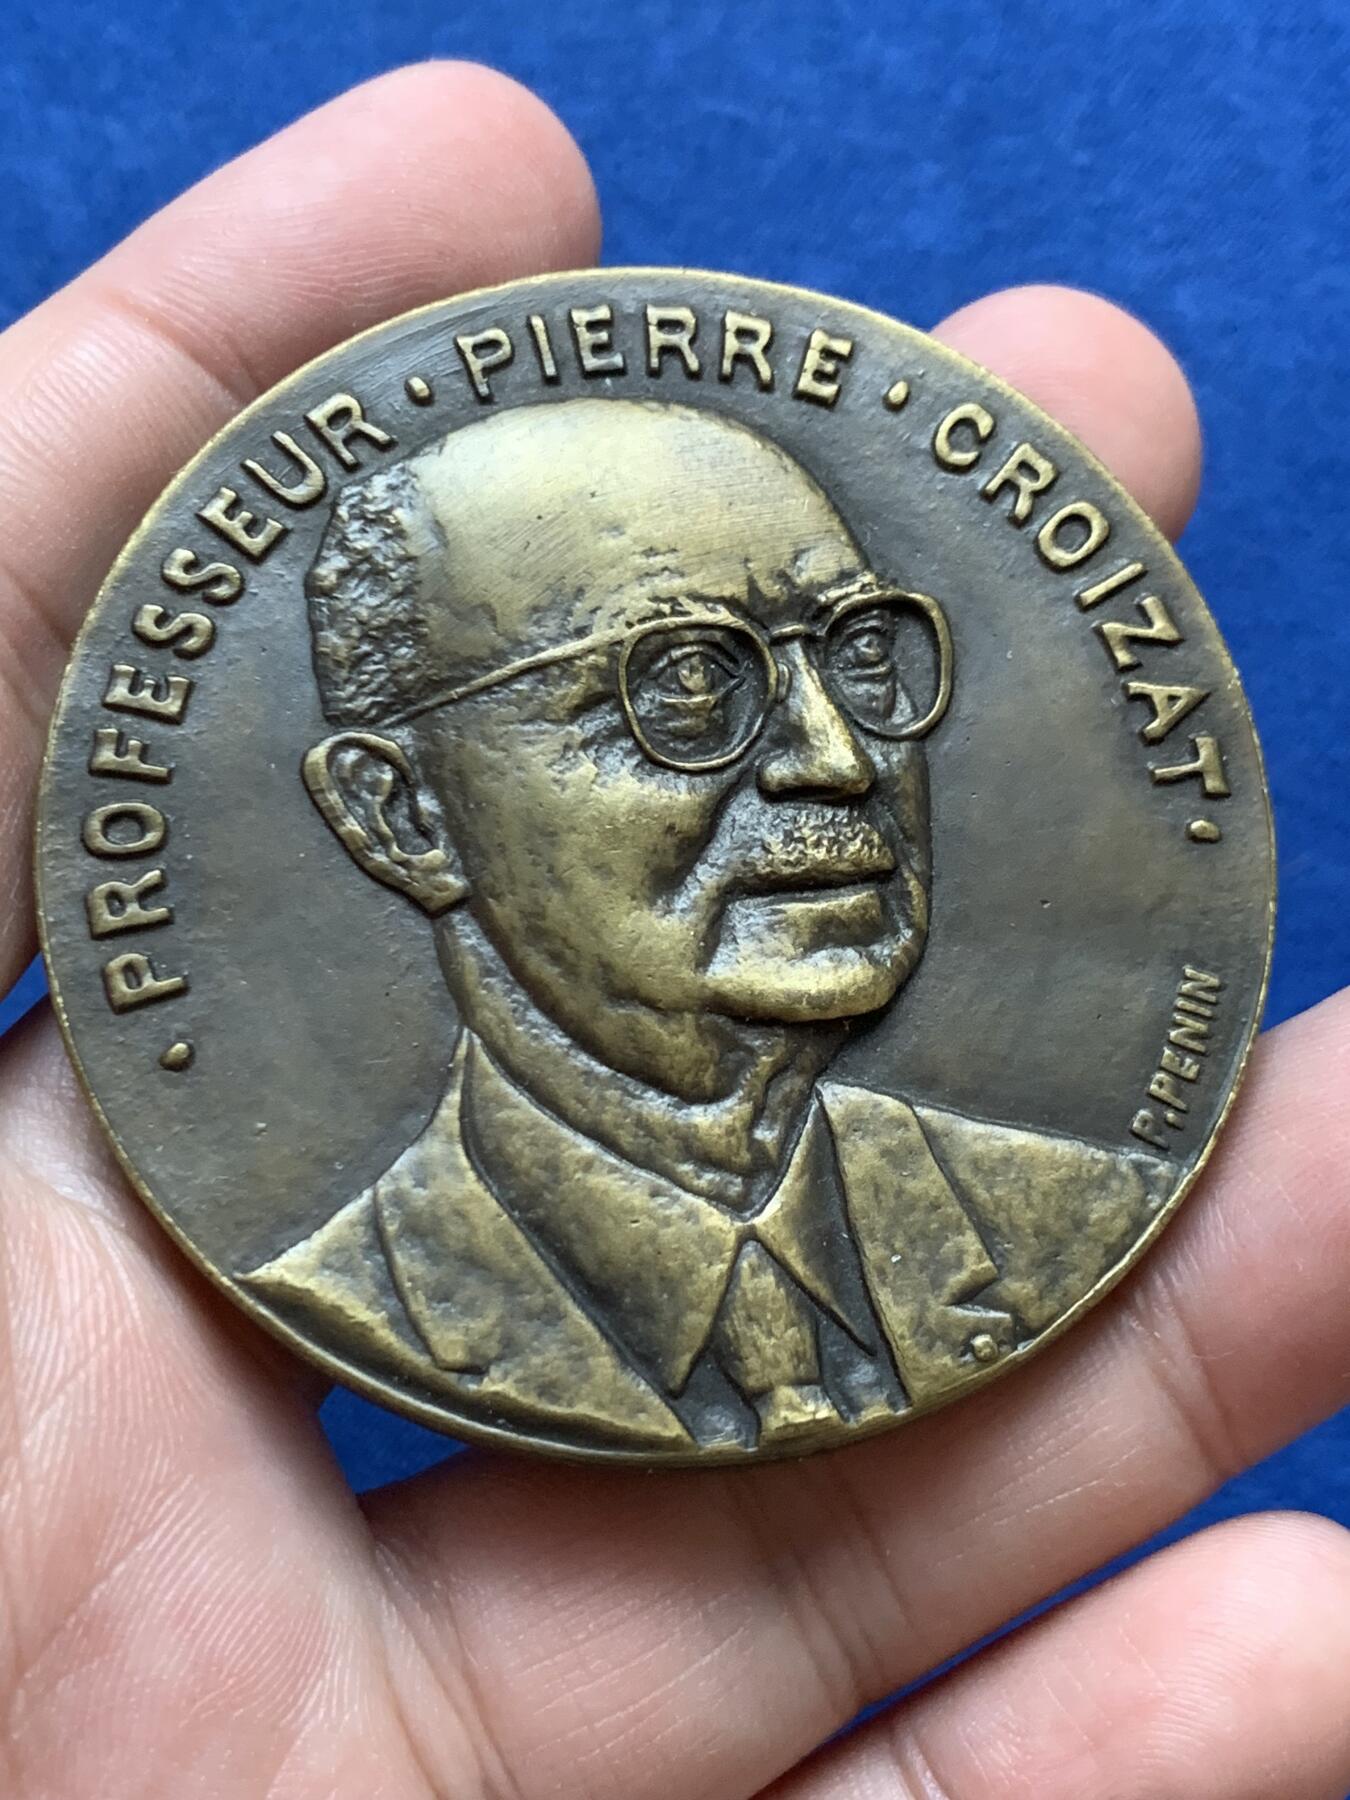 · PROFESSEUR · PIERRE · CROIZAT ·
P.PENIN